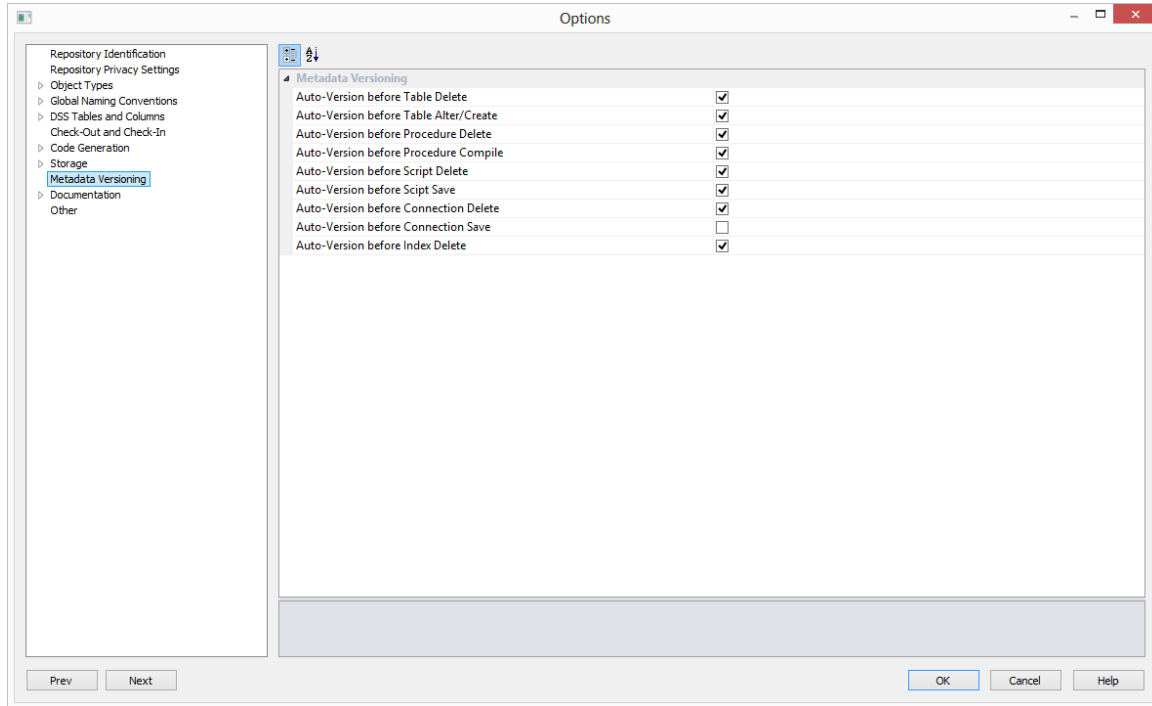 Options
Repository Identification
Repository Privacy Settings
Object Types
Global Naming Conventions
DSS Tables and Columns
Check-Out and Check-In
Code Generation
Storage
Metadata Versioning
Documentation
Other
Metadata Versioning
Auto-Version before Table Delete
Auto-Version before Table Alter/Create
Auto-Version before Procedure Delete
Auto-Version before Procedure Compile
Auto-Version before Script Delete
Auto-Version before Scipt Save
Auto-Version before Connection Delete
Auto-Version before Connection Save
Auto-Version before Index Delete
Prev Next OK Cancel Help